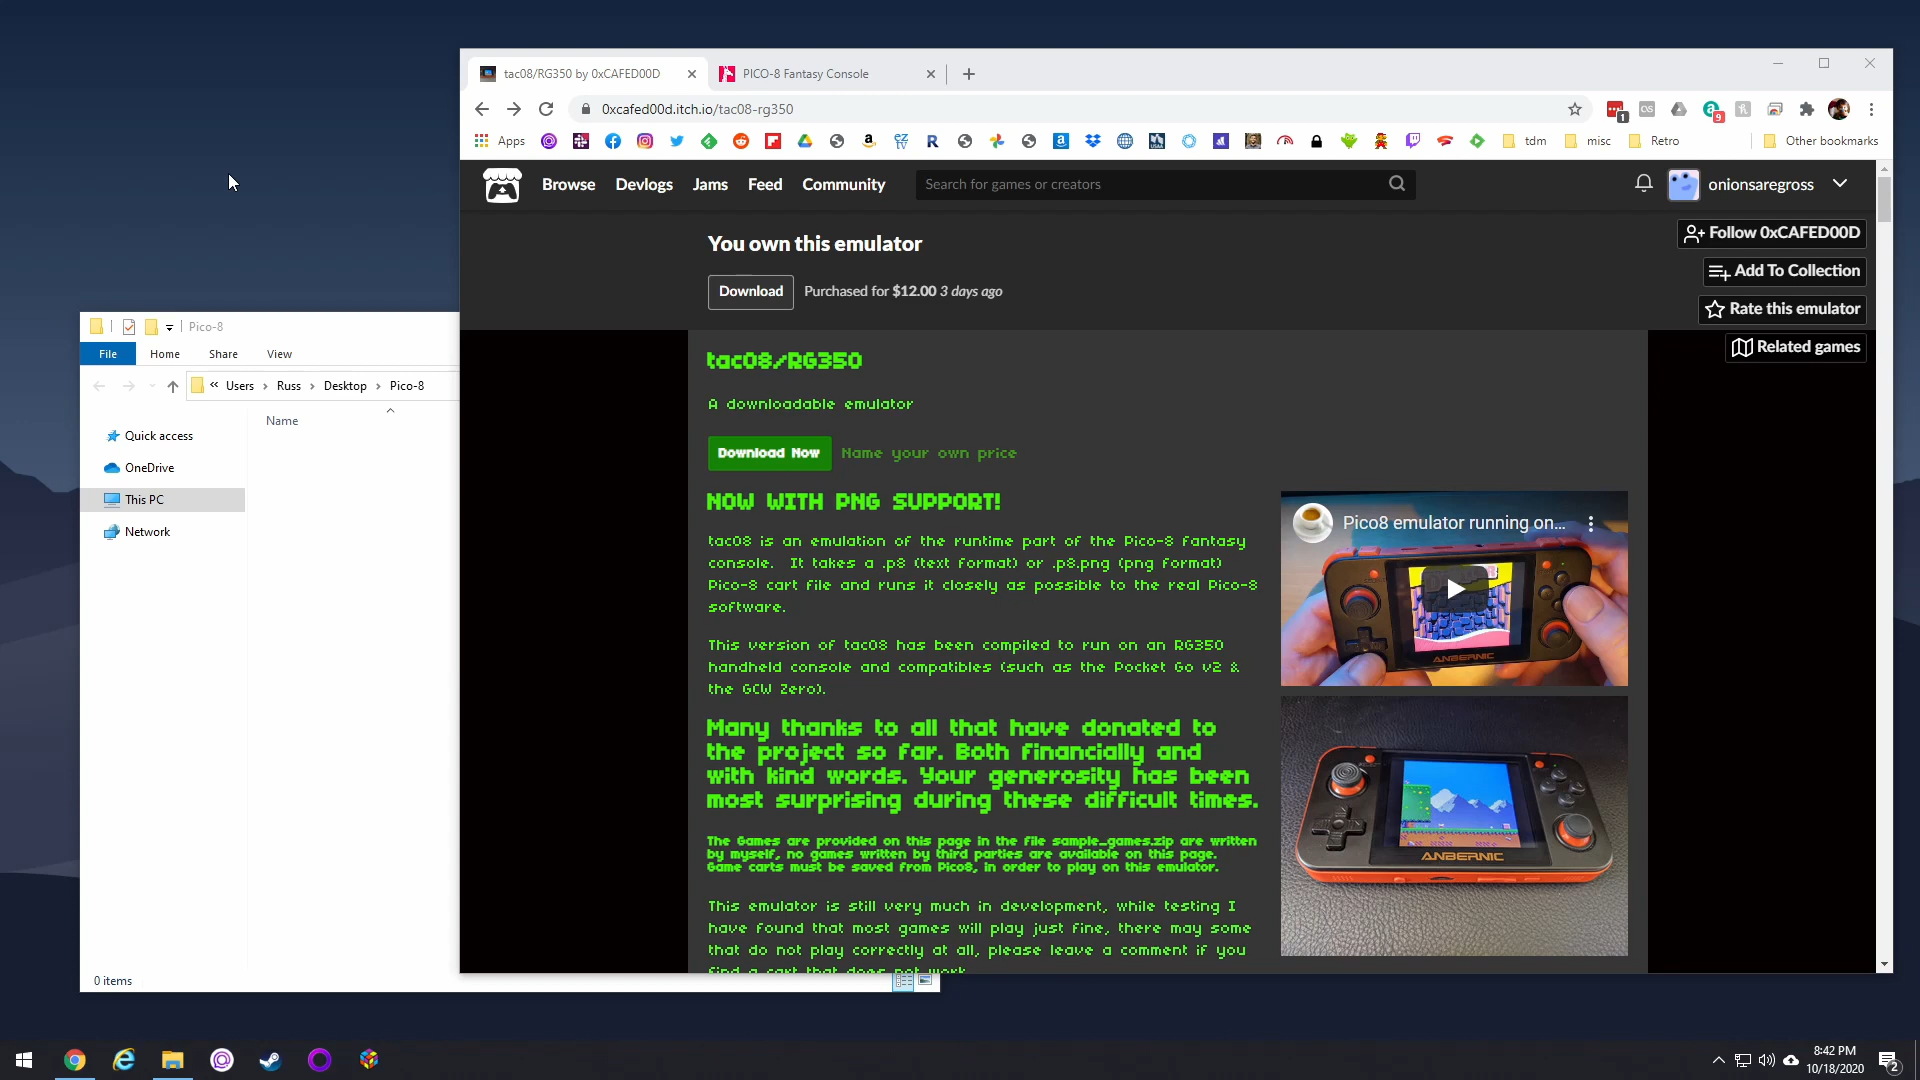 tac08/RG350 by 0xCAFED00D
PICO-8 Fantasy Console
0xcafed00d.itch.io/tac08-rg350
1
9
Apps
tdm
misc
Retro
Other bookmarks
Browse
Devlogs
Jams
Feed
Community
Search for games or creators
onionsaregross
You own this emulator
Download
Purchased for $12.00 3 days ago
Follow 0xCAFED00D
Add To Collection
Rate this emulator
Related games
tac08/RG350
A downloadable emulator
Download Now
Name your own price
NOW WITH PNG SUPPORT!
tac08 is an emulation of the runtime part of the Pico-8 fantasy
console. It takes a .p8 (text format) or .p8.png (png format)
Pico-8 cart file and runs it closely as possible to the real Pico-8
software.
This version of tac08 has been compiled to run on an RG350
handheld console and compatibles (such as the Pocket Go v2 &
the GCW Zero).
Many thanks to all that have donated to
the project so far. Both financially and
with kind words. Your generosity has been
most surprising during these difficult times.
The Games are provided on this page in the file sample_games.zip are written
by myself, no games written by third parties are available on this page.
Game carts must be saved from Pico8, in order to play on this emulator.
This emulator is still very much in development, while testing I
have found that most games will play just fine, there may some
that do not play correctly at all, please leave a comment if you
find a cart that does not work
Pico8 emulator running on...
ANBERNIC
ANBERNIC
Pico-8
File
Home
Share
View
Users
Russ
Desktop
Pico-8
Name
Quick access
OneDrive
This PC
Network
0 items
8:42 PM
10/18/2020
2